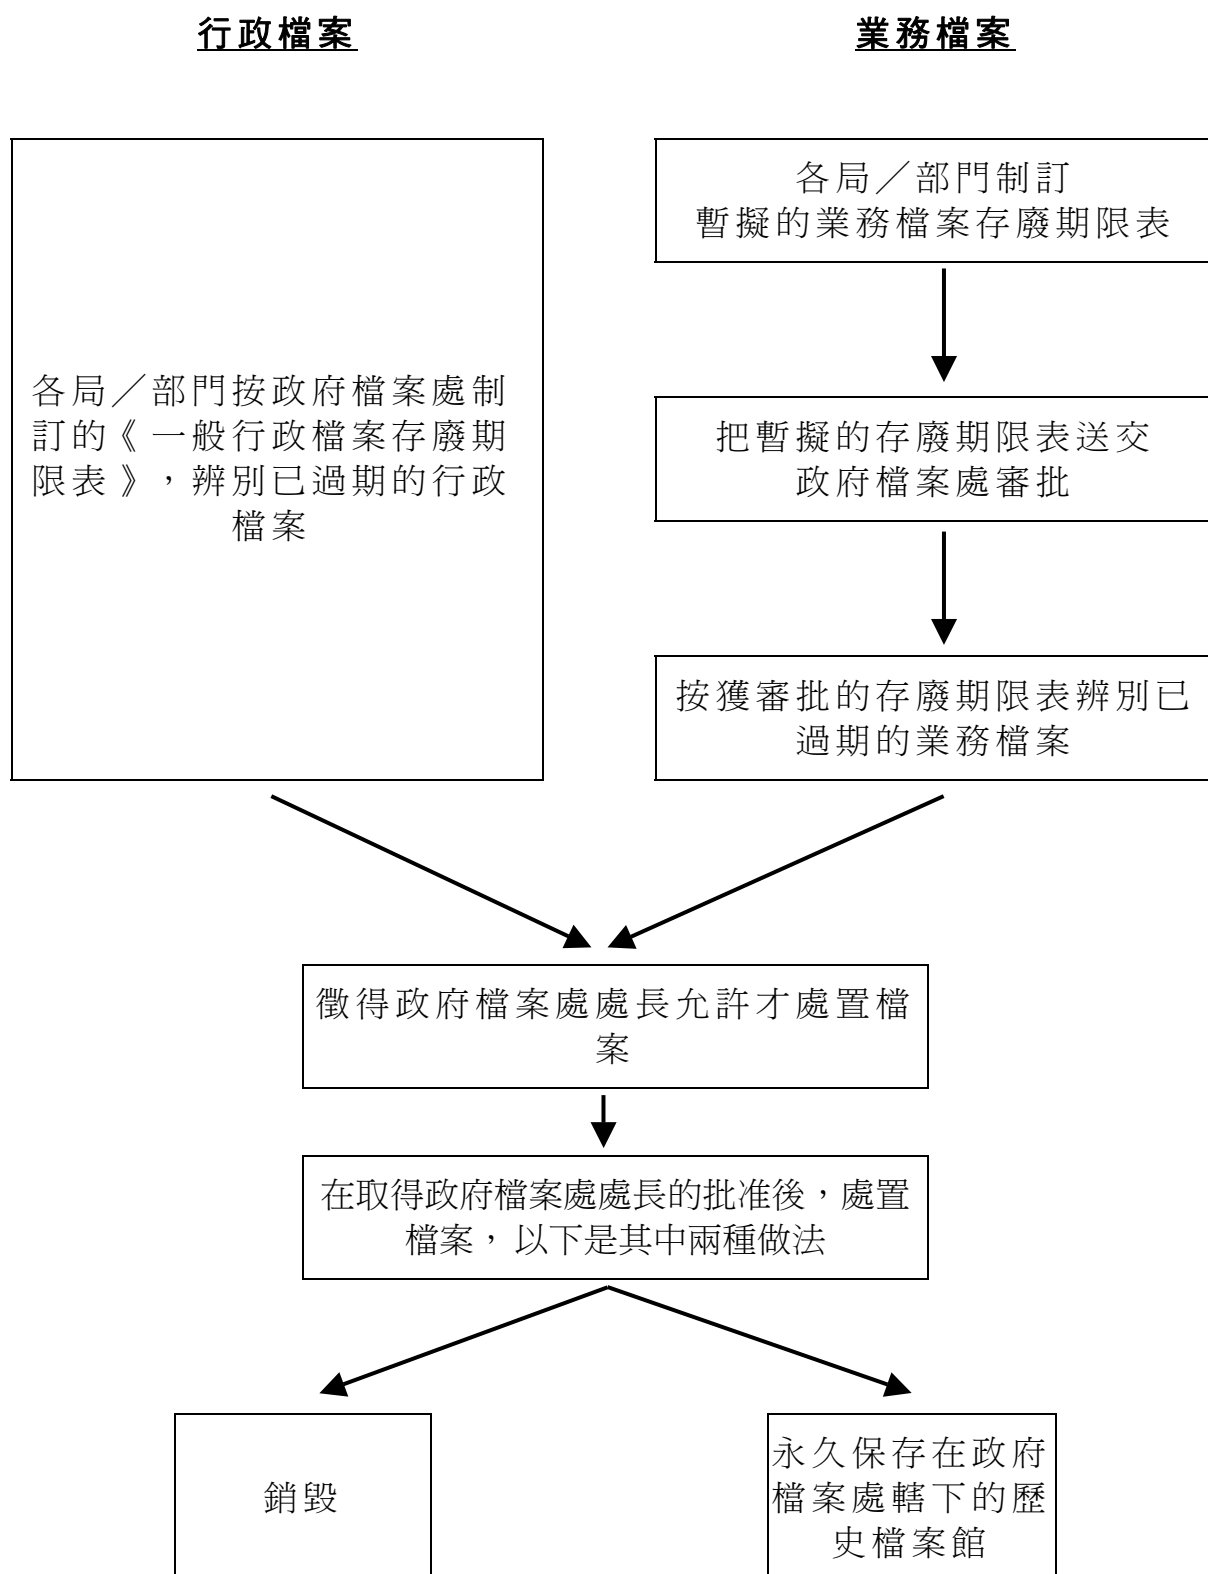 行政檔案
業務檔案
各局／部門按政府檔案處制
訂的《一般行政檔案存廢期
限表》，辨別已過期的行政
檔案
各局／部門制訂
暫擬的業務檔案存廢期限表
把暫擬的存廢期限表送交
政府檔案處審批
按獲審批的存廢期限表辨別已
過期的業務檔案
徵得政府檔案處處長允許才處置檔
案
在取得政府檔案處處長的批准後，處置
檔案，以下是其中兩種做法
銷毀
永久保存在政府
檔案處轄下的歷
史檔案館